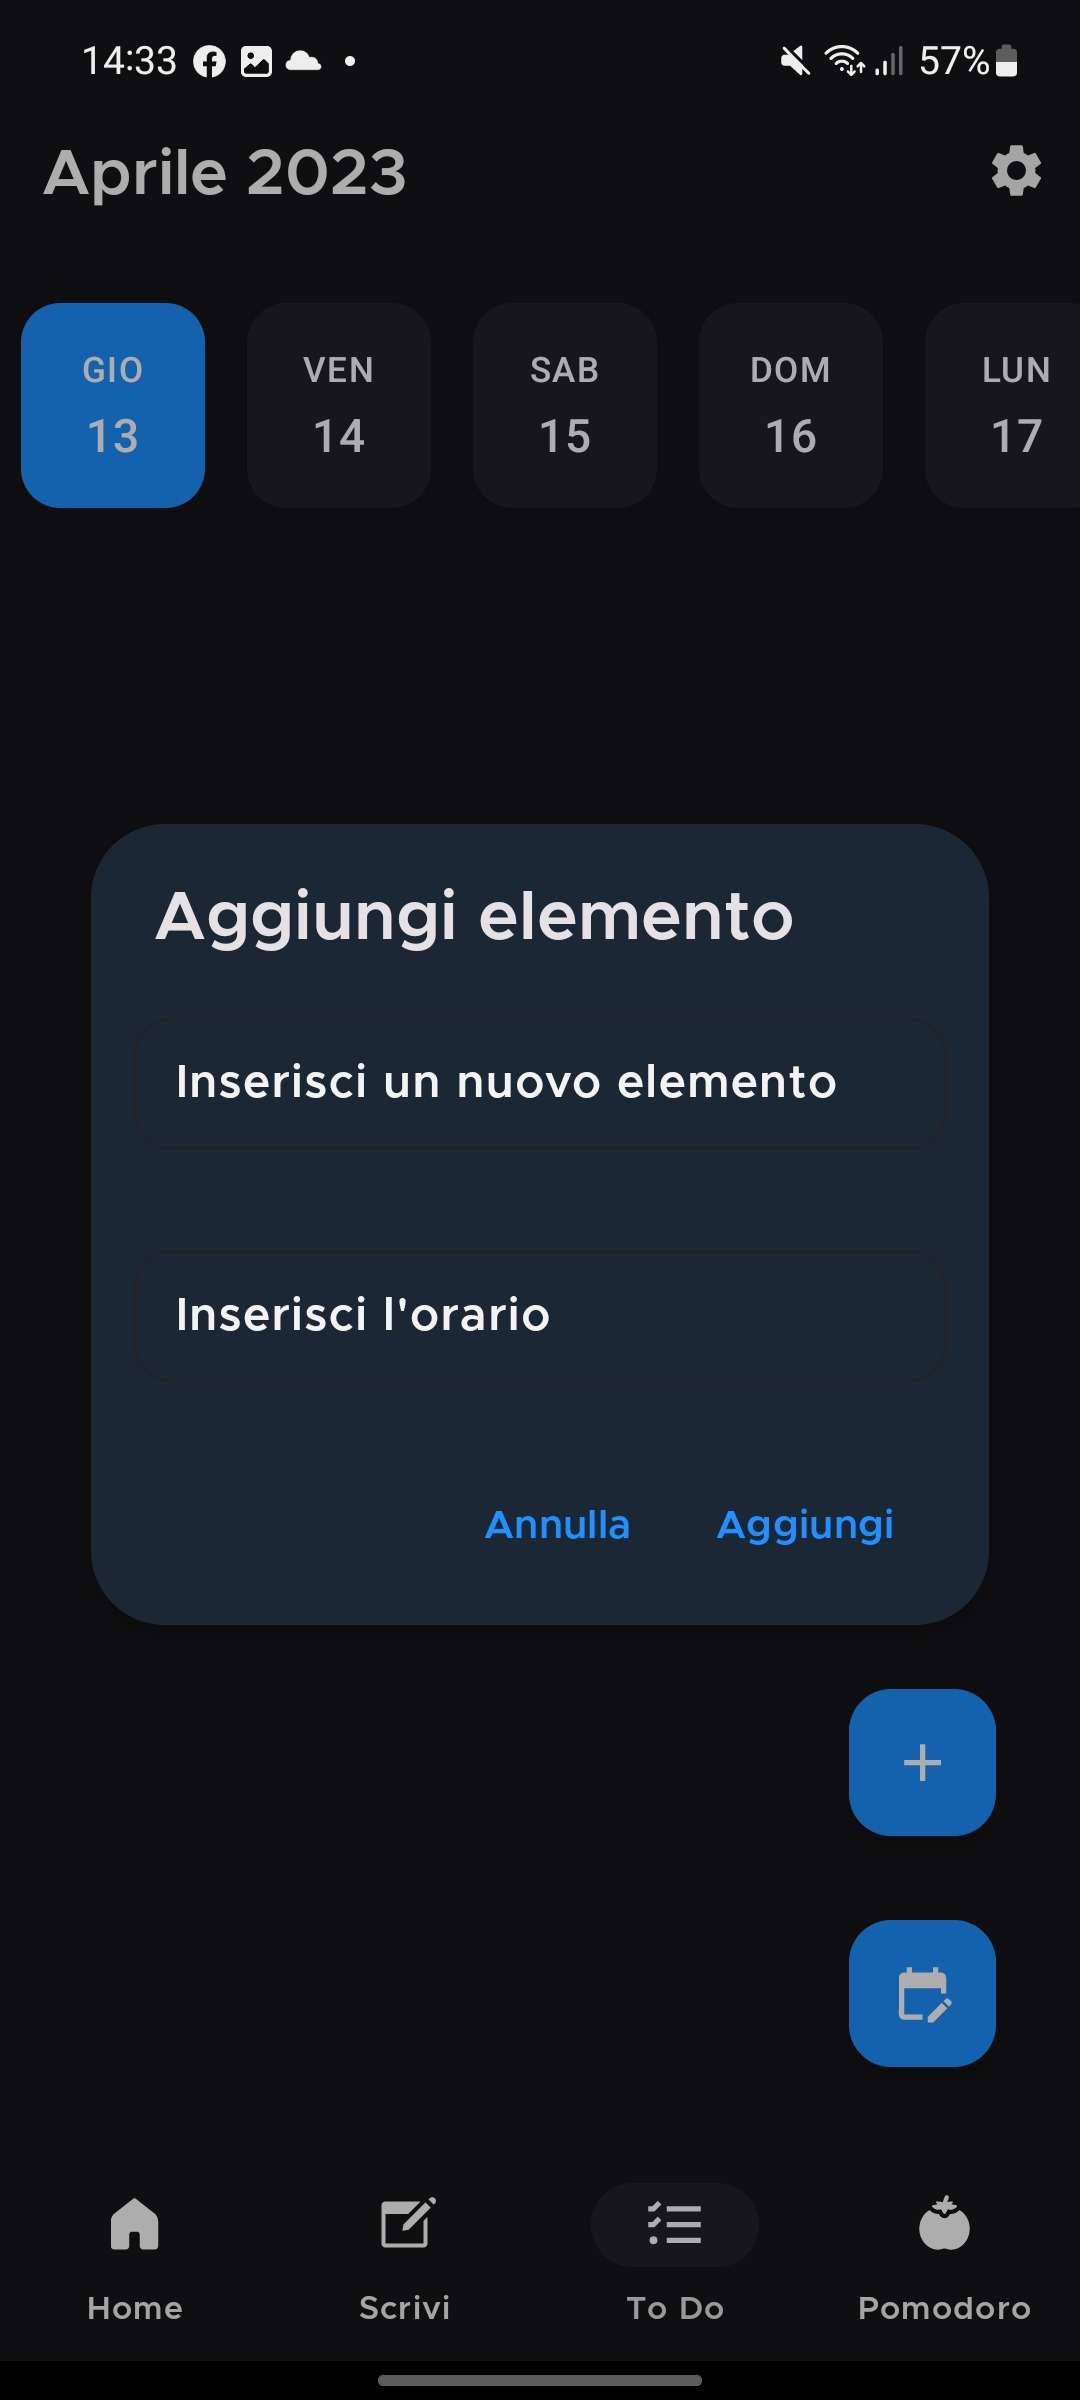 14:33
57%
Aprile 2023
GIO VEN SAB DOM LUN
13 14 15 16 17
Aggiungi elemento
Inserisci un nuovo elemento
Inserisci l'orario
Annulla Aggiungi
Home Scrivi To Do Pomodoro